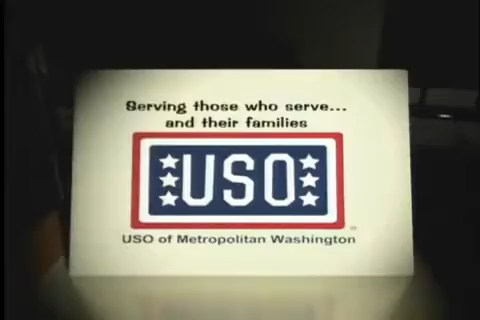 Serving those who serve...
and their families
USO
USO of Metropolitan Washington